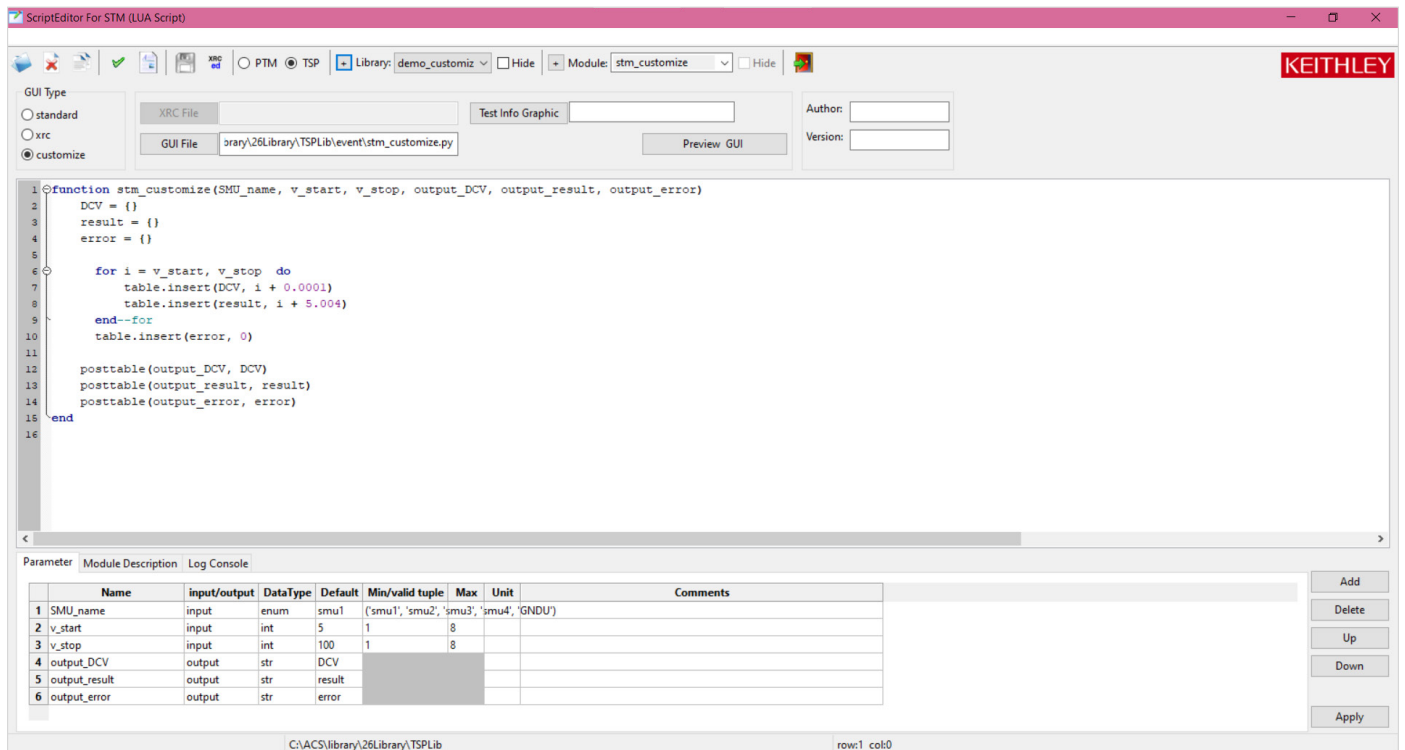 ScriptEditor For STM (LUA Script)
XRC ed PTM TSP + Library: demo_customiz Hide + Module: stm_customize Hide KEITHLEY
GUI Type
standard
xrc
customize
XRC File Test Info Graphic
GUI File orary\26Library\TSPLib\event\stm_customize.py Preview GUI
Author:
Version:
1 function stm_customize(SMU_name, v_start, v_stop, output_DCV, output_result, output_error)
2 DCV = {}
3 result = {}
4 error = {}
5
6 for i = v_start, v_stop  do
7 table.insert(DCV, i + 0.0001)
8 table.insert(result, i + 5.004)
9 end--for
10 table.insert(error, 0)
11
12 posttable(output_DCV, DCV)
13 posttable(output_result, result)
14 posttable(output_error, error)
15 end
16
Parameter Module Description Log Console
Name input/output DataType Default Min/valid tuple Max Unit Comments
1 SMU_name input enum smu1 ('smu1', 'smu2', 'smu3', 'smu4', 'GNDU')
2 v_start input int 5 1 8
3 v_stop input int 100 1 8
4 output_DCV output str DCV
5 output_result output str result
6 output_error output str error
Add
Delete
Up
Down
Apply
C:\ACS\library\26Library\TSPLib row:1 col:0